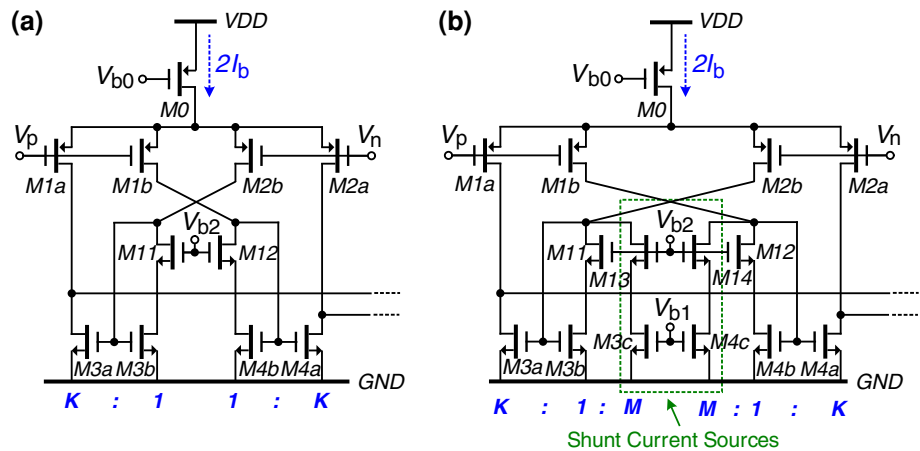 (a)
VDD
2Ib
Vb0
M0
Vp
Vn
M1a
M1b
M2b
M2a
Vb2
M11
M12
M3a
M3b
M4b
M4a
GND
K : 1 1 : K
(b)
VDD
2Ib
Vb0
M0
Vp
Vn
M1a
M1b
M2b
M2a
Vb2
M11
M12
M13
M14
Vb1
M3a
M3b
M3c
M4c
M4b
M4a
GND
K : 1 : M M : 1 : K
Shunt Current Sources